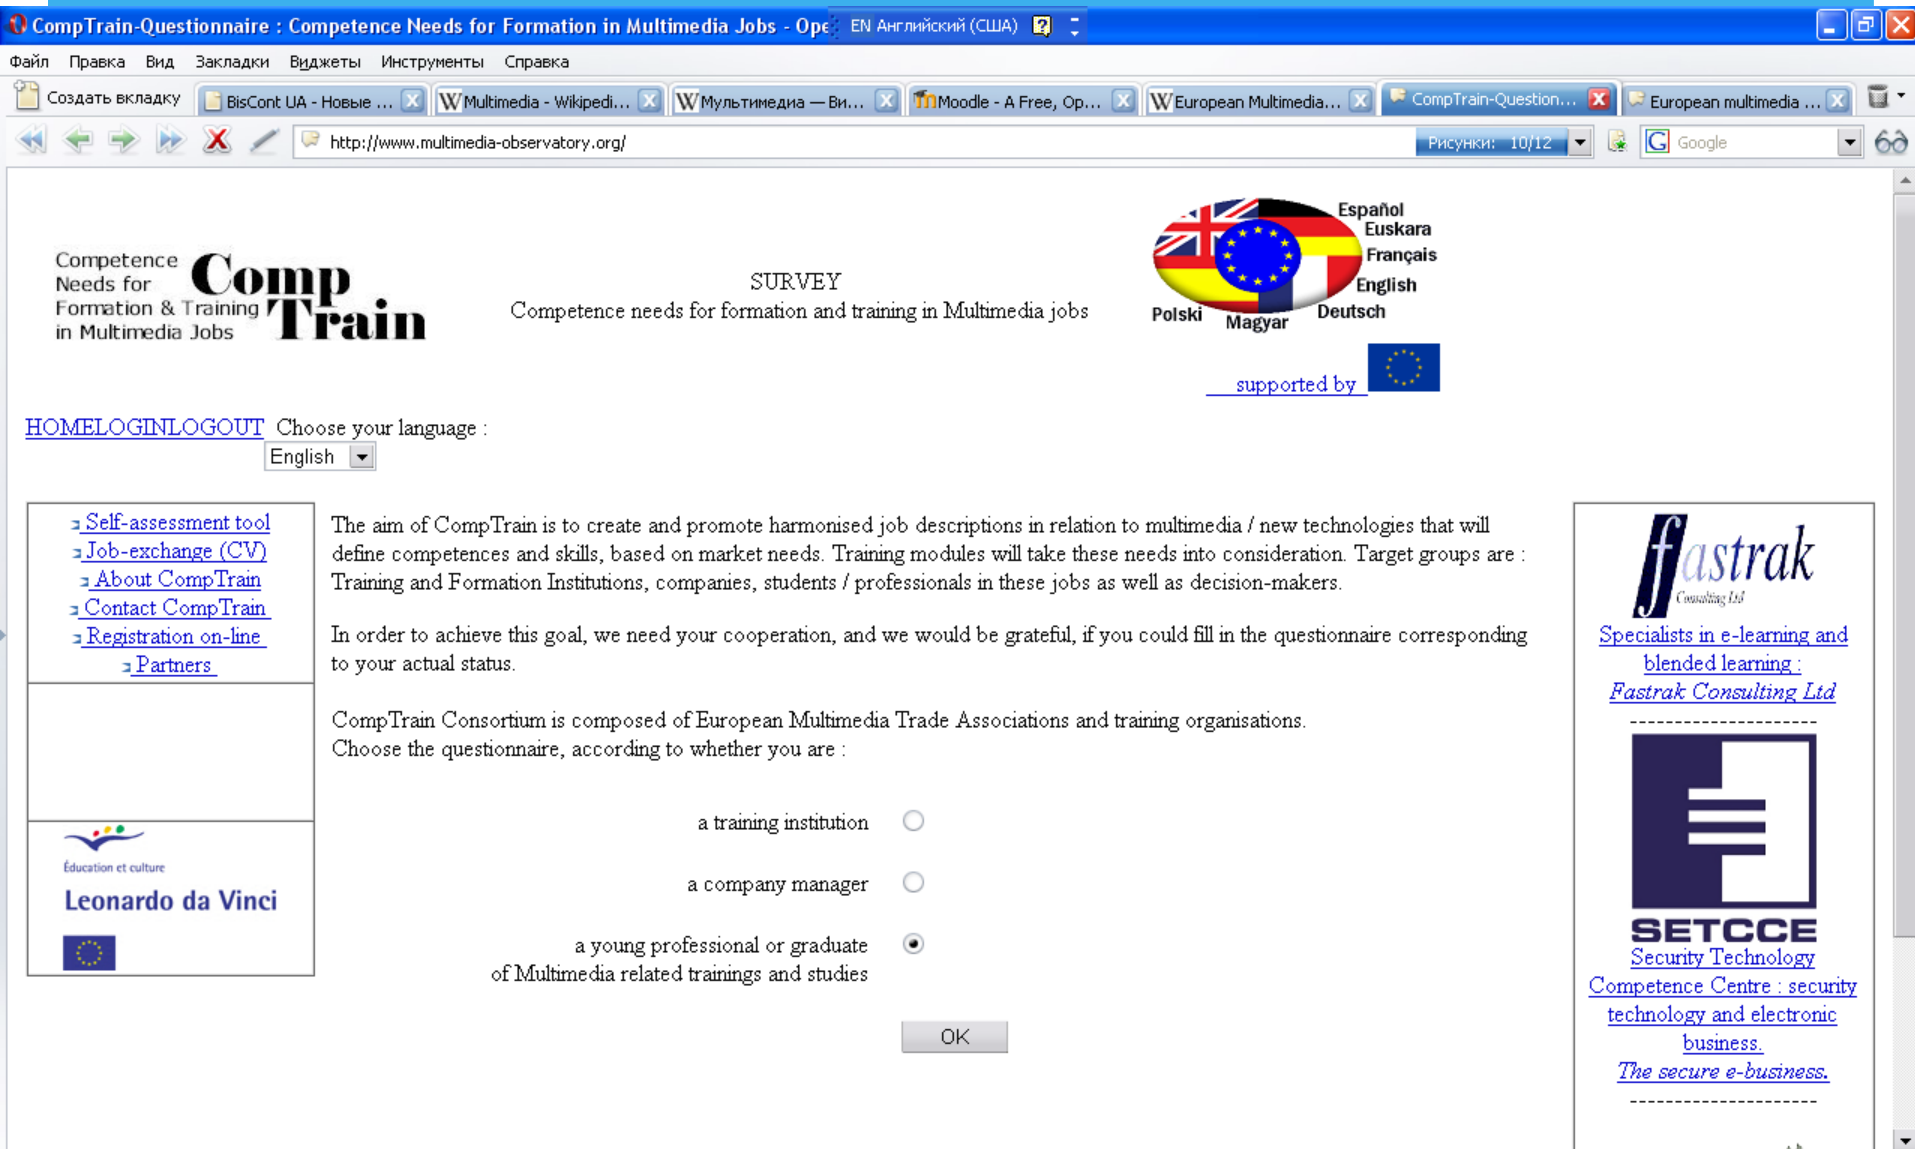 CompTrain-Questionnaire : Competence Needs for Formation in Multimedia Jobs - Ope
EN Английский (США)
Файл Правка Вид Закладки Виджеты Инструменты Справка
Создать вкладку
BisCont UA - Новые ...
Multimedia - Wikipedi...
Мультимедиа — Ви...
Moodle - A Free, Op...
European Multimedia...
CompTrain-Question...
European multimedia ...
http://www.multimedia-observatory.org/
Рисунки: 10/12
Google
Competence
Needs for
Formation & Training
in Multimedia Jobs
Comp
Train
SURVEY
Competence needs for formation and training in Multimedia jobs
Español
Euskara
Français
English
Deutsch
Magyar
Polski
supported by
HOMELOGINLOGOUT Choose your language :
English
Self-assessment tool
Job-exchange (CV)
About CompTrain
Contact CompTrain
Registration on-line
Partners
Éducation et culture
Leonardo da Vinci
The aim of CompTrain is to create and promote harmonised job descriptions in relation to multimedia / new technologies that will
define competences and skills, based on market needs. Training modules will take these needs into consideration. Target groups are :
Training and Formation Institutions, companies, students / professionals in these jobs as well as decision-makers.
In order to achieve this goal, we need your cooperation, and we would be grateful, if you could fill in the questionnaire corresponding
to your actual status.
CompTrain Consortium is composed of European Multimedia Trade Associations and training organisations.
Choose the questionnaire, according to whether you are :
a training institution
a company manager
a young professional or graduate
of Multimedia related trainings and studies
OK
fastrak
Consulting Ltd
Specialists in e-learning and
blended learning :
Fastrak Consulting Ltd
---------------------
SETCCE
Security Technology
Competence Centre : security
technology and electronic
business.
The secure e-business.
---------------------